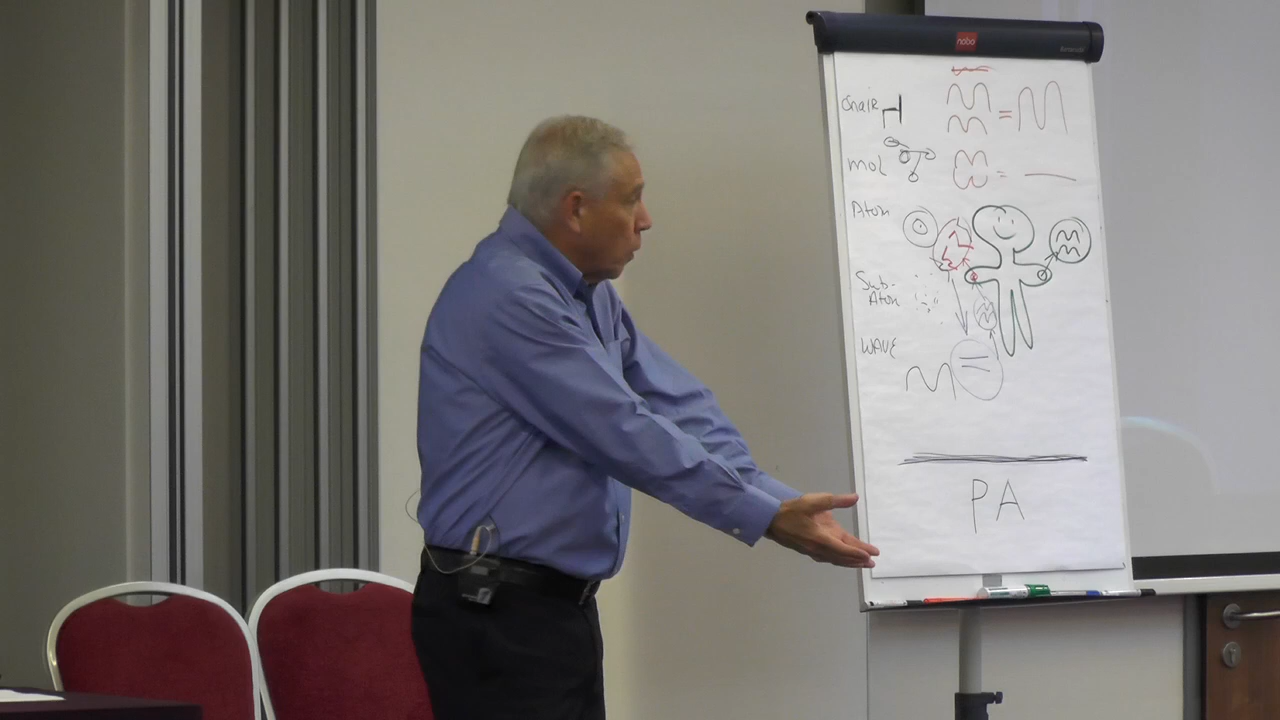 nobo
Chair
=
mol
=
Atom
Sub-
Atom
WAVE
PA